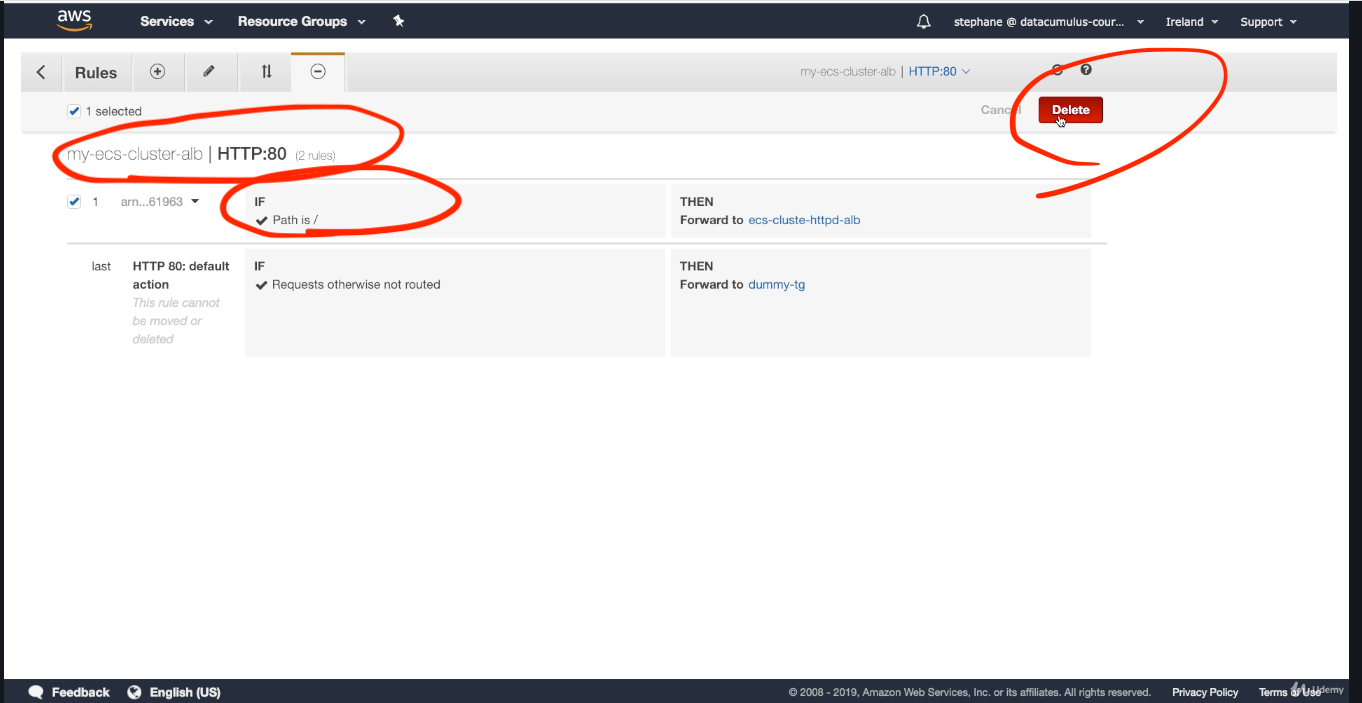 aws Services Resource Groups stephane @ datacumulus-cour... Ireland Support
Rules my-ecs-cluster-alb | HTTP:80
1 selected Cancel Delete
my-ecs-cluster-alb | HTTP:80 (2 rules)
1 arn...61963 IF THEN
Path is / Forward to ecs-cluste-httpd-alb
last HTTP 80: default IF THEN
action Requests otherwise not routed Forward to dummy-tg
This rule cannot
be moved or
deleted
Feedback English (US) © 2008 - 2019, Amazon Web Services, Inc. or its affiliates. All rights reserved. Privacy Policy Terms of Use Udemy